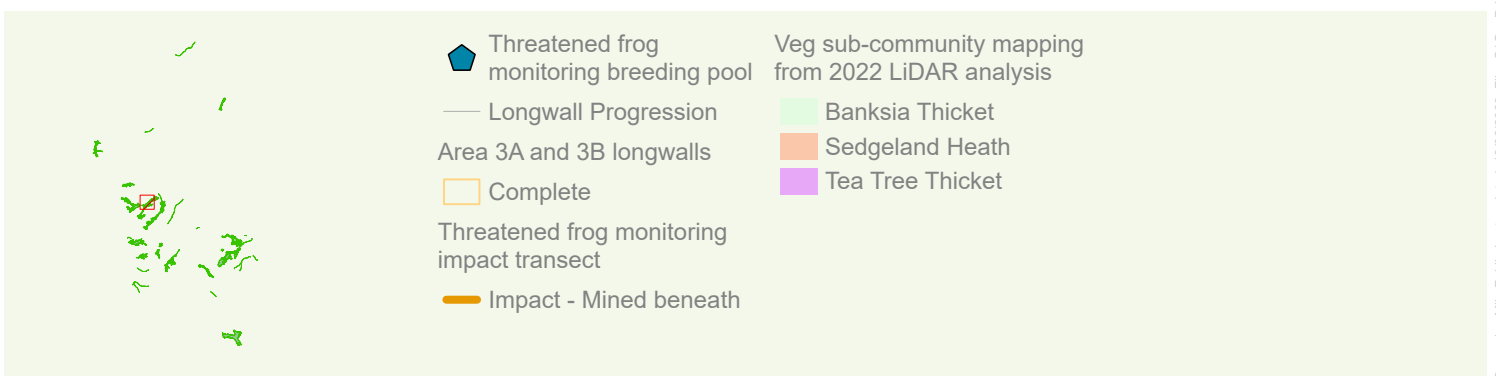 Threatened frog
monitoring breeding pool
Longwall Progression
Area 3A and 3B longwalls
Complete
Threatened frog monitoring
impact transect
Impact - Mined beneath
Veg sub-community mapping
from 2022 LiDAR analysis
Banksia Thicket
Sedgeland Heath
Tea Tree Thicket